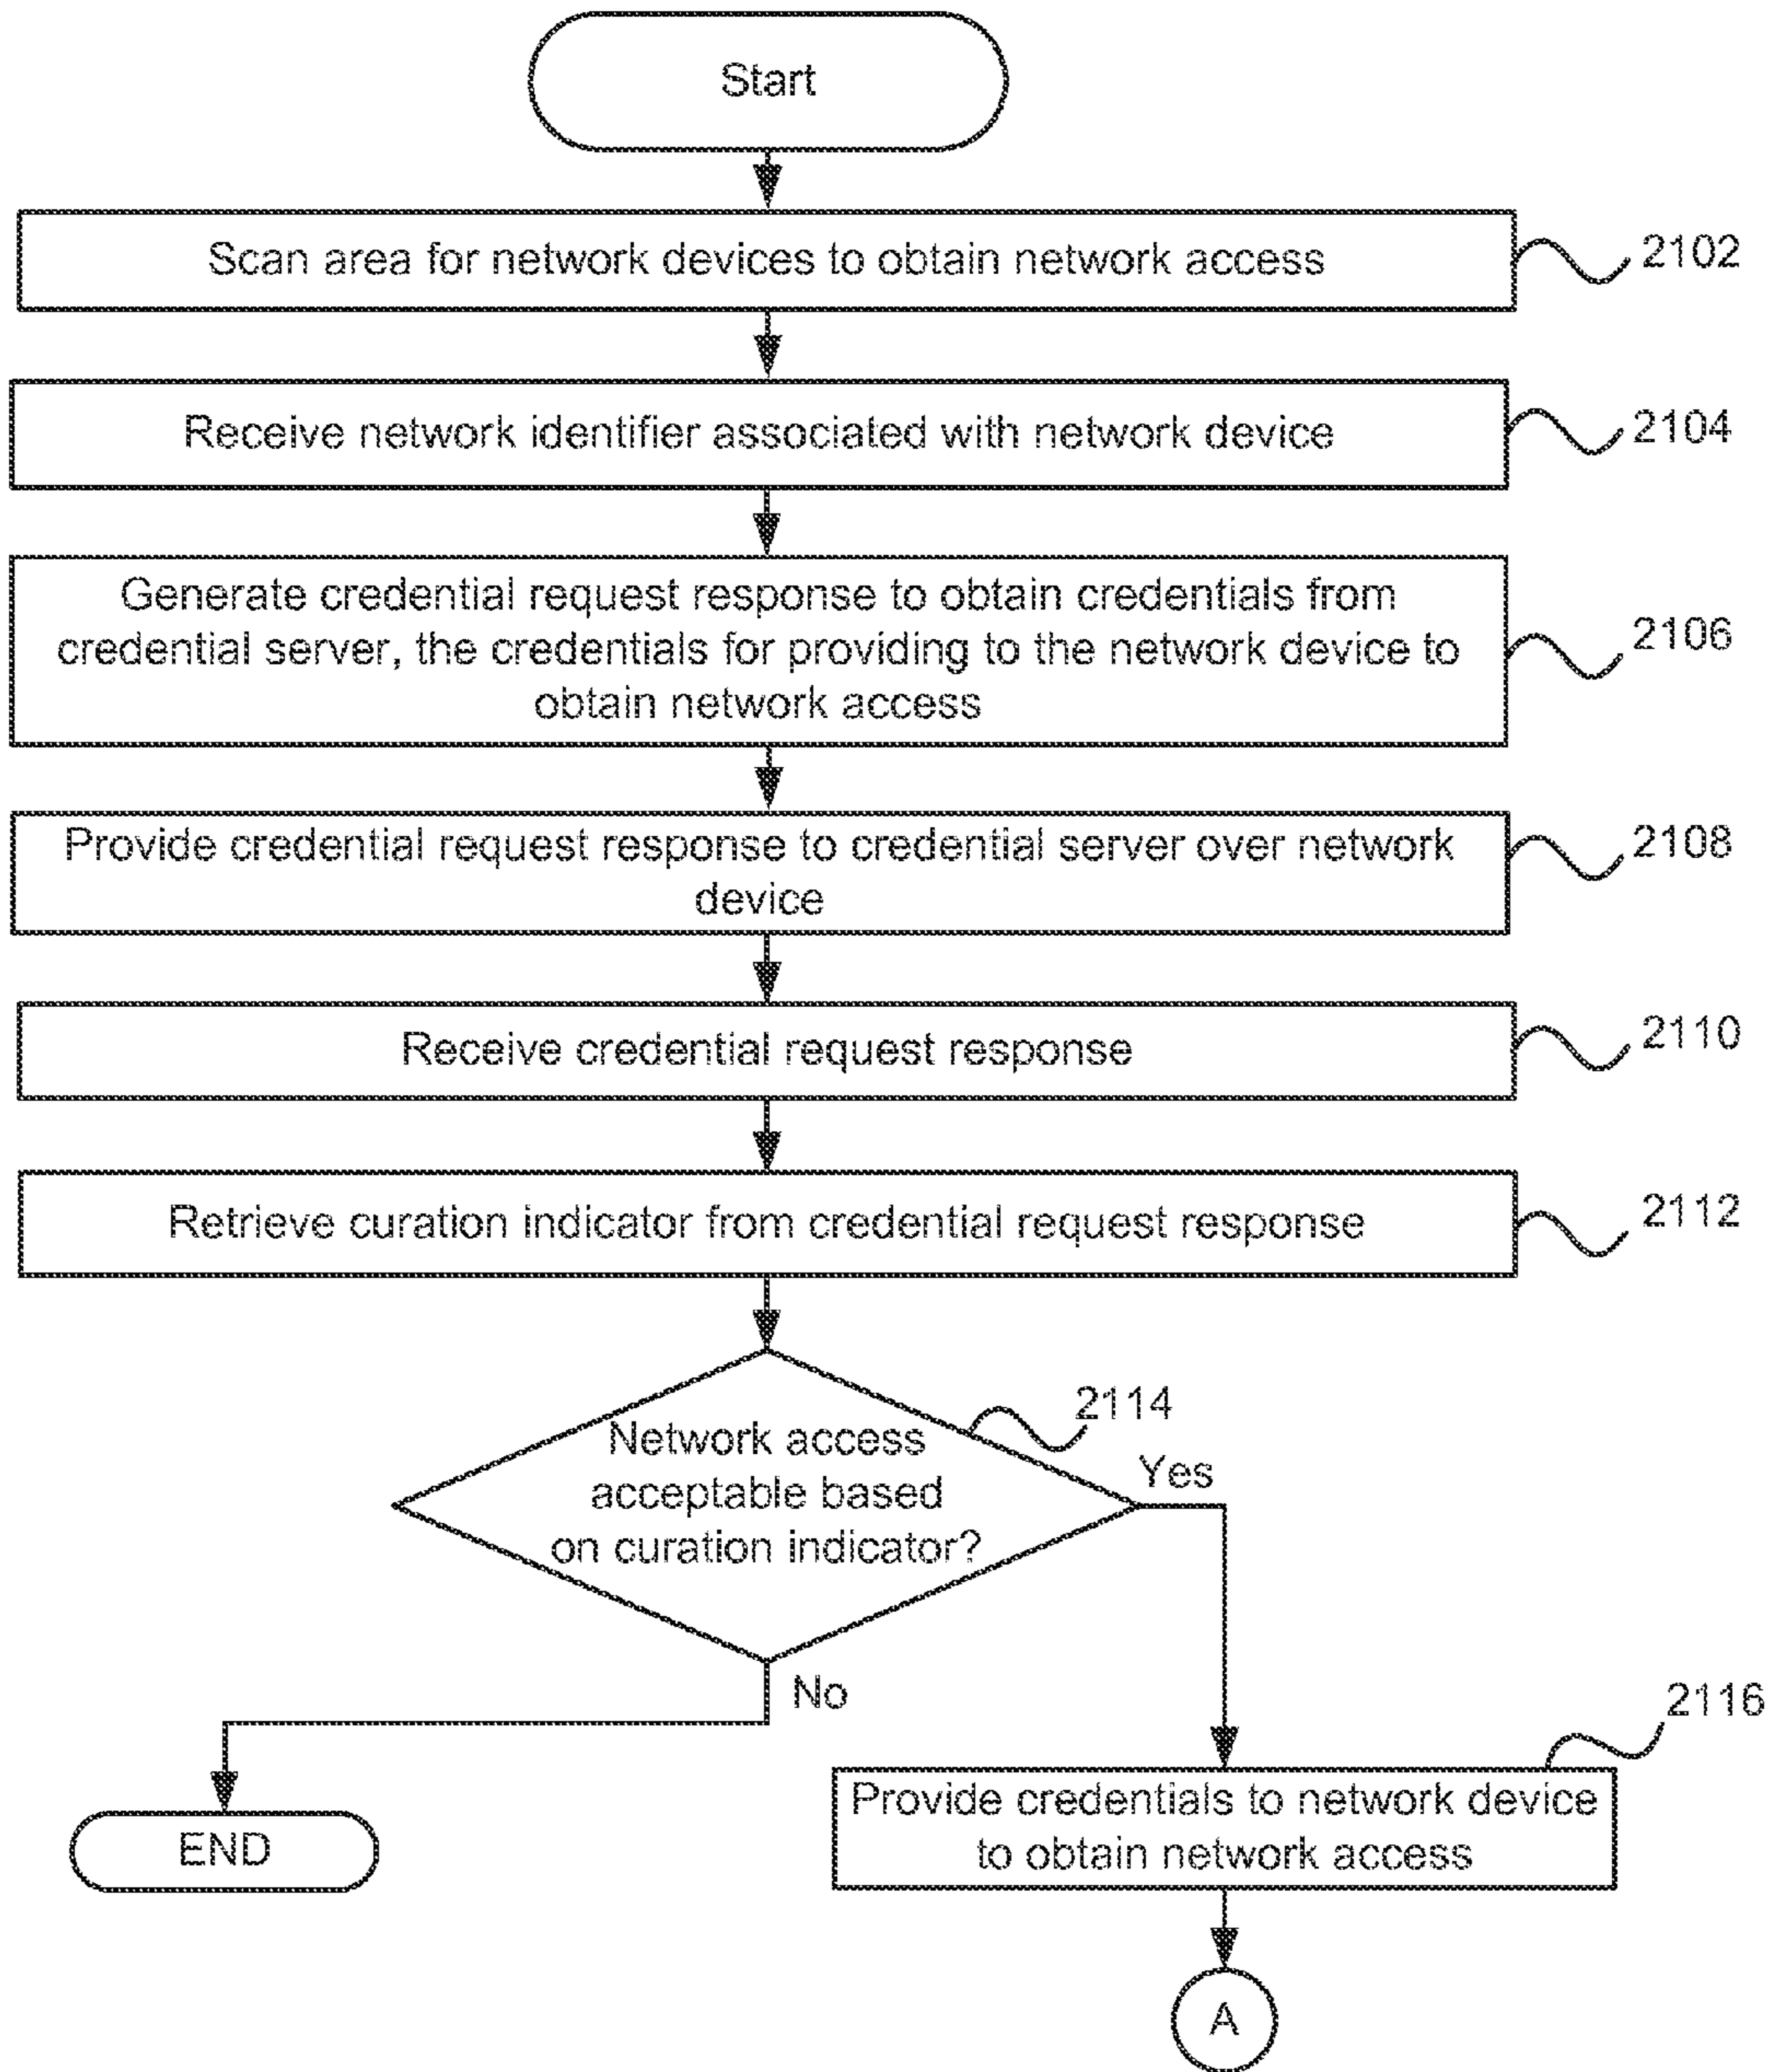 Start
Scan area for network devices to obtain network access
2102
Receive network identifier associated with network device
2104
Generate credential request response to obtain credentials from
credential server, the credentials for providing to the network device to
obtain network access
2106
Provide credential request response to credential server over network
device
2108
Receive credential request response
2110
Retrieve curation indicator from credential request response
2112
Network access
acceptable based
on curation indicator?
2114
Yes
No
END
2116
Provide credentials to network device
to obtain network access
A